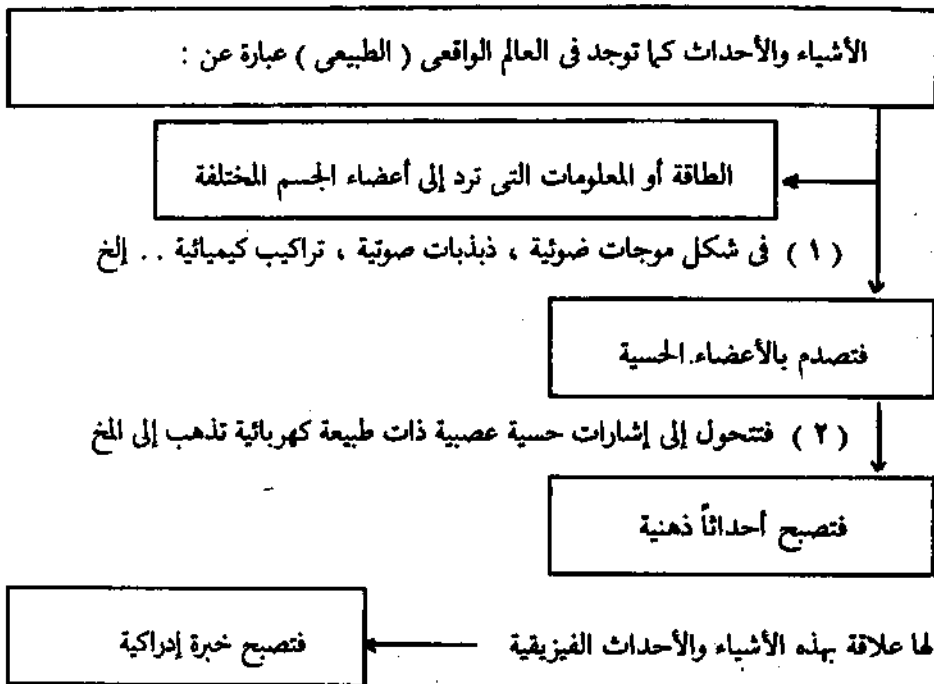 الأشياء والأحداث كما توجد فى العالم الواقعى ( الطبيعى ) عبارة عن :
الطاقة أو المعلومات التى ترد إلى أعضاء الجسم المختلفة
( ١ ) فى شكل موجات ضوئية ، ذبذبات صوتية ، تراكيب كيميائية . . إلخ
فتصدم بالأعضاء الحسية
( ٢ ) فتتحول إلى إشارات حسية عصبية ذات طبيعة كهربائية تذهب إلى المخ
فتصبح أحداثاً ذهنية
لها علاقة بهذه الأشياء والأحداث الفيزيقية
فتصبح خبرة إدراكية